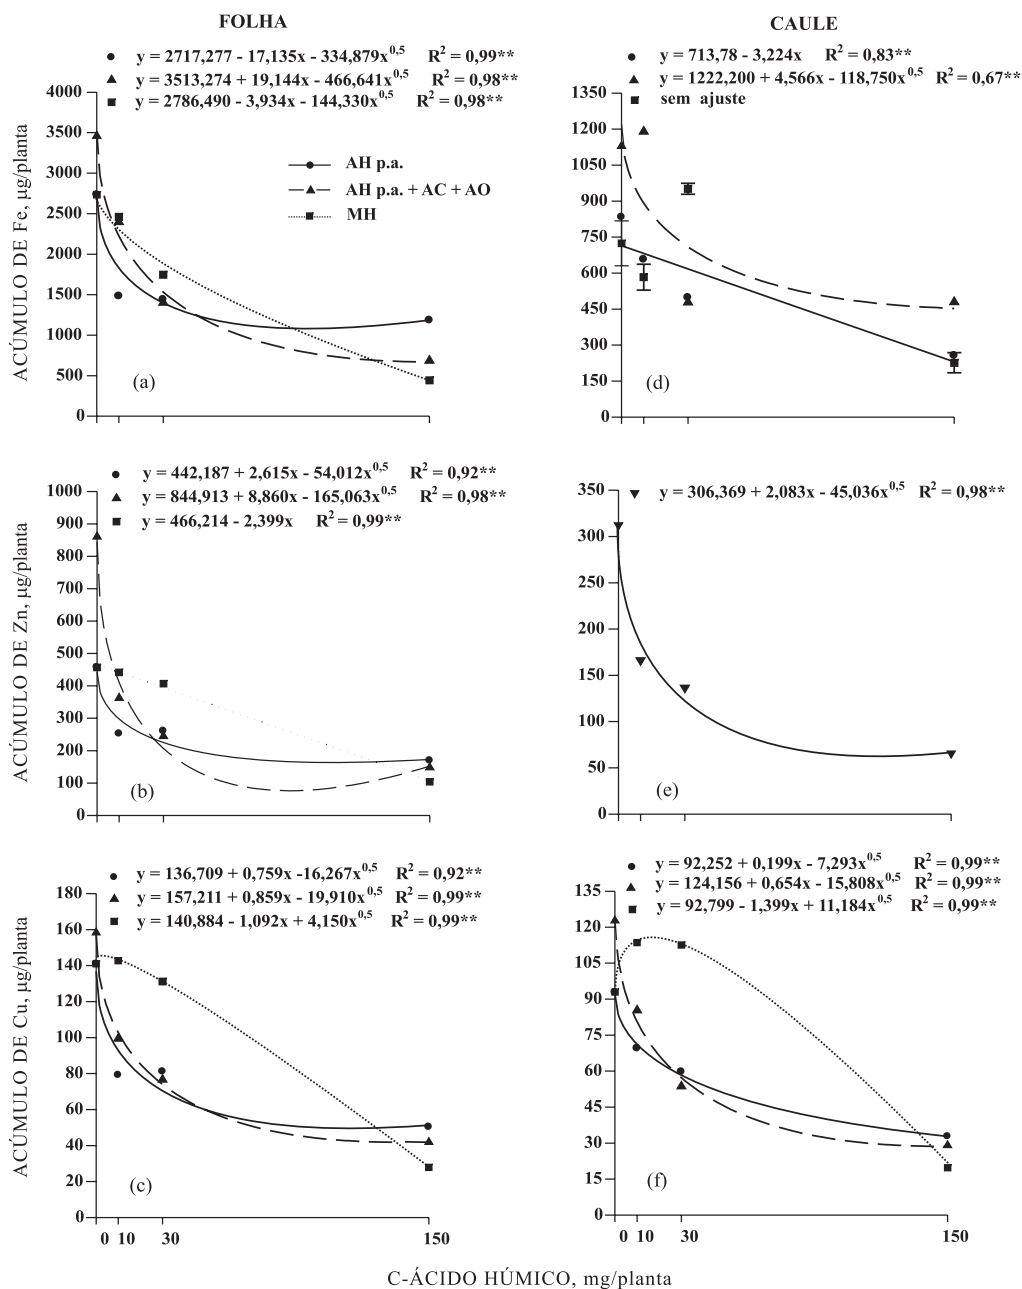 FOLHA
y = 2717,277 − 17,135x − 334,879x^0,5 R² = 0,99**
y = 3513,274 + 19,144x − 466,641x^0,5 R² = 0,98**
y = 2786,490 − 3,934x − 144,330x^0,5 R² = 0,98**
ACÚMULO DE Fe, µg/planta
4000
3500
3000
2500
2000
1500
1000
500
0
AH p.a.
AH p.a. + AC + AO
MH
(a)
CAULE
y = 713,78 − 3,224x R² = 0,83**
y = 1222,200 + 4,566x − 118,750x^0,5 R² = 0,67**
sem ajuste
1350
1200
1050
900
750
600
450
300
150
0
(d)
y = 442,187 + 2,615x − 54,012x^0,5 R² = 0,92**
y = 844,913 + 8,860x − 165,063x^0,5 R² = 0,98**
y = 466,214 − 2,399x R² = 0,99**
ACÚMULO DE Zn, µg/planta
1000
900
800
700
600
500
400
300
200
100
0
(b)
y = 306,369 + 2,083x − 45,036x^0,5 R² = 0,98**
350
300
250
200
150
100
50
0
(e)
y = 136,709 + 0,759x −16,267x^0,5 R² = 0,92**
y = 157,211 + 0,859x − 19,910x^0,5 R² = 0,99**
y = 140,884 − 1,092x + 4,150x^0,5 R² = 0,99**
ACÚMULO DE Cu, µg/planta
180
160
140
120
100
80
60
40
20
0
(c)
0 10 30 150
y = 92,252 + 0,199x − 7,293x^0,5 R² = 0,99**
y = 124,156 + 0,654x − 15,808x^0,5 R² = 0,99**
y = 92,799 − 1,399x + 11,184x^0,5 R² = 0,99**
135
120
105
90
75
60
45
30
15
0
(f)
0 10 30 150
C-ÁCIDO HÚMICO, mg/planta